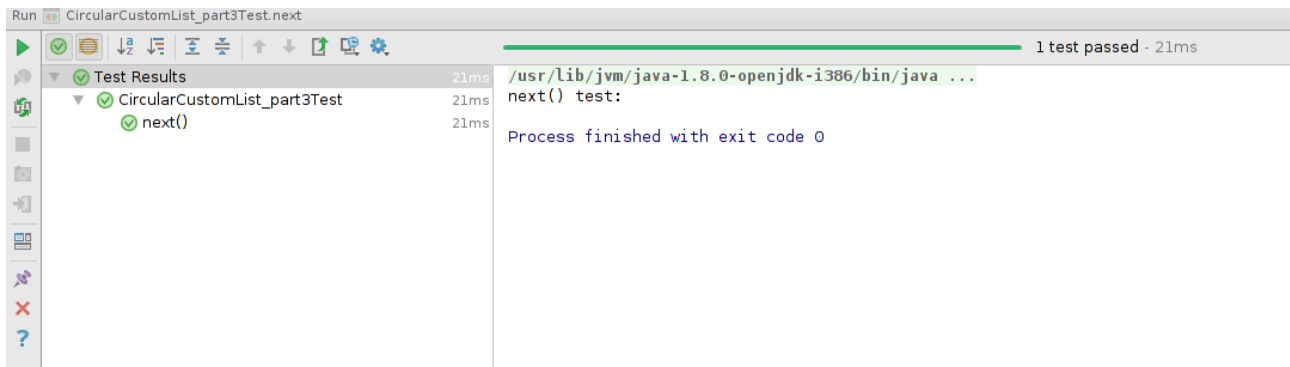 Run CircularCustomList_part3Test.next
1 test passed - 21ms
Test Results 21ms
CircularCustomList_part3Test 21ms
next() 21ms
/usr/lib/jvm/java-1.8.0-openjdk-i386/bin/java ...
next() test:
Process finished with exit code 0